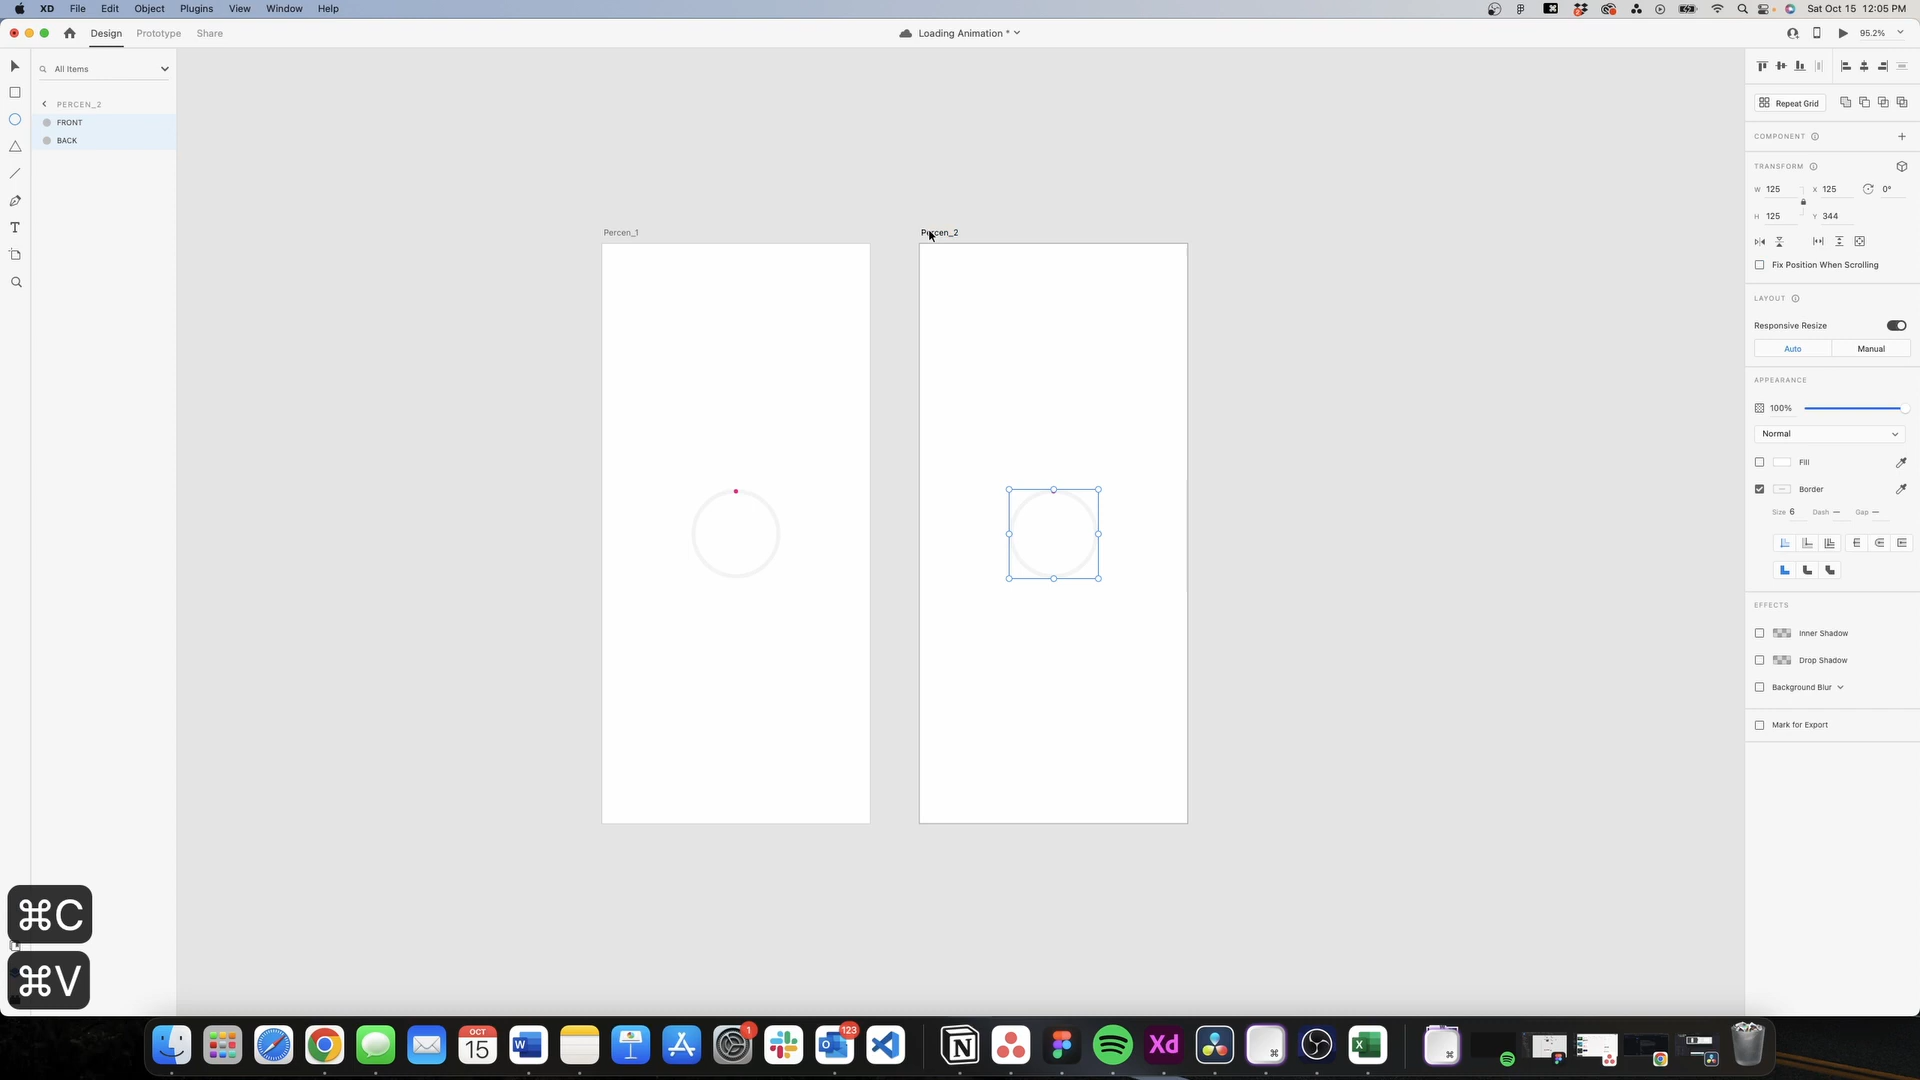 XD File Edit Object Plugins View Window Help
Sat Oct 15 12:05 PM
Design Prototype Share
Loading Animation *
95.2%
All Items
PERCEN_2
FRONT
BACK
Percen_1
Percen_2
Repeat Grid
COMPONENT
TRANSFORM
W 125 X 125 0°
H 125 Y 344
Fix Position When Scrolling
LAYOUT
Responsive Resize
Auto Manual
APPEARANCE
100%
Normal
Fill
Border
Size 6 Dash — Gap —
EFFECTS
Inner Shadow
Drop Shadow
Background Blur
Mark for Export
⌘C
⌘V
OCT
15
W
1
123
N
Xd
⌘
X
⌘